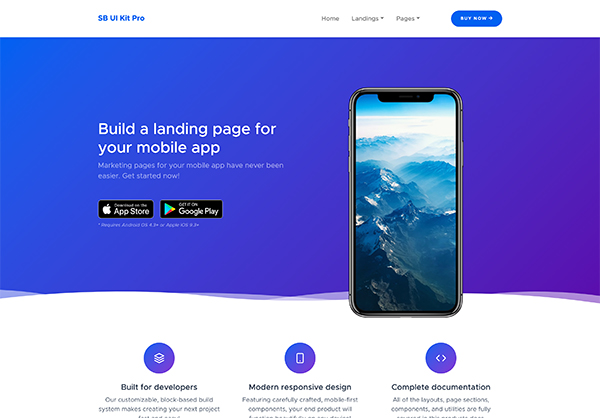 SB UI Kit Pro
Home
Landings
Pages
BUY NOW
Build a landing page for
your mobile app
Marketing pages for your mobile app have never been
easier. Get started now!
Download on the
App Store
GET IT ON
Google Play
* Requires Android OS 4.3+ or Apple iOS 9.3+
Built for developers
Modern responsive design
Complete documentation
Our customizable, block-based build
system makes creating your next project
Featuring carefully crafted, mobile-first
components, your end product will
All of the layouts, page sections,
components, and utilities are fully